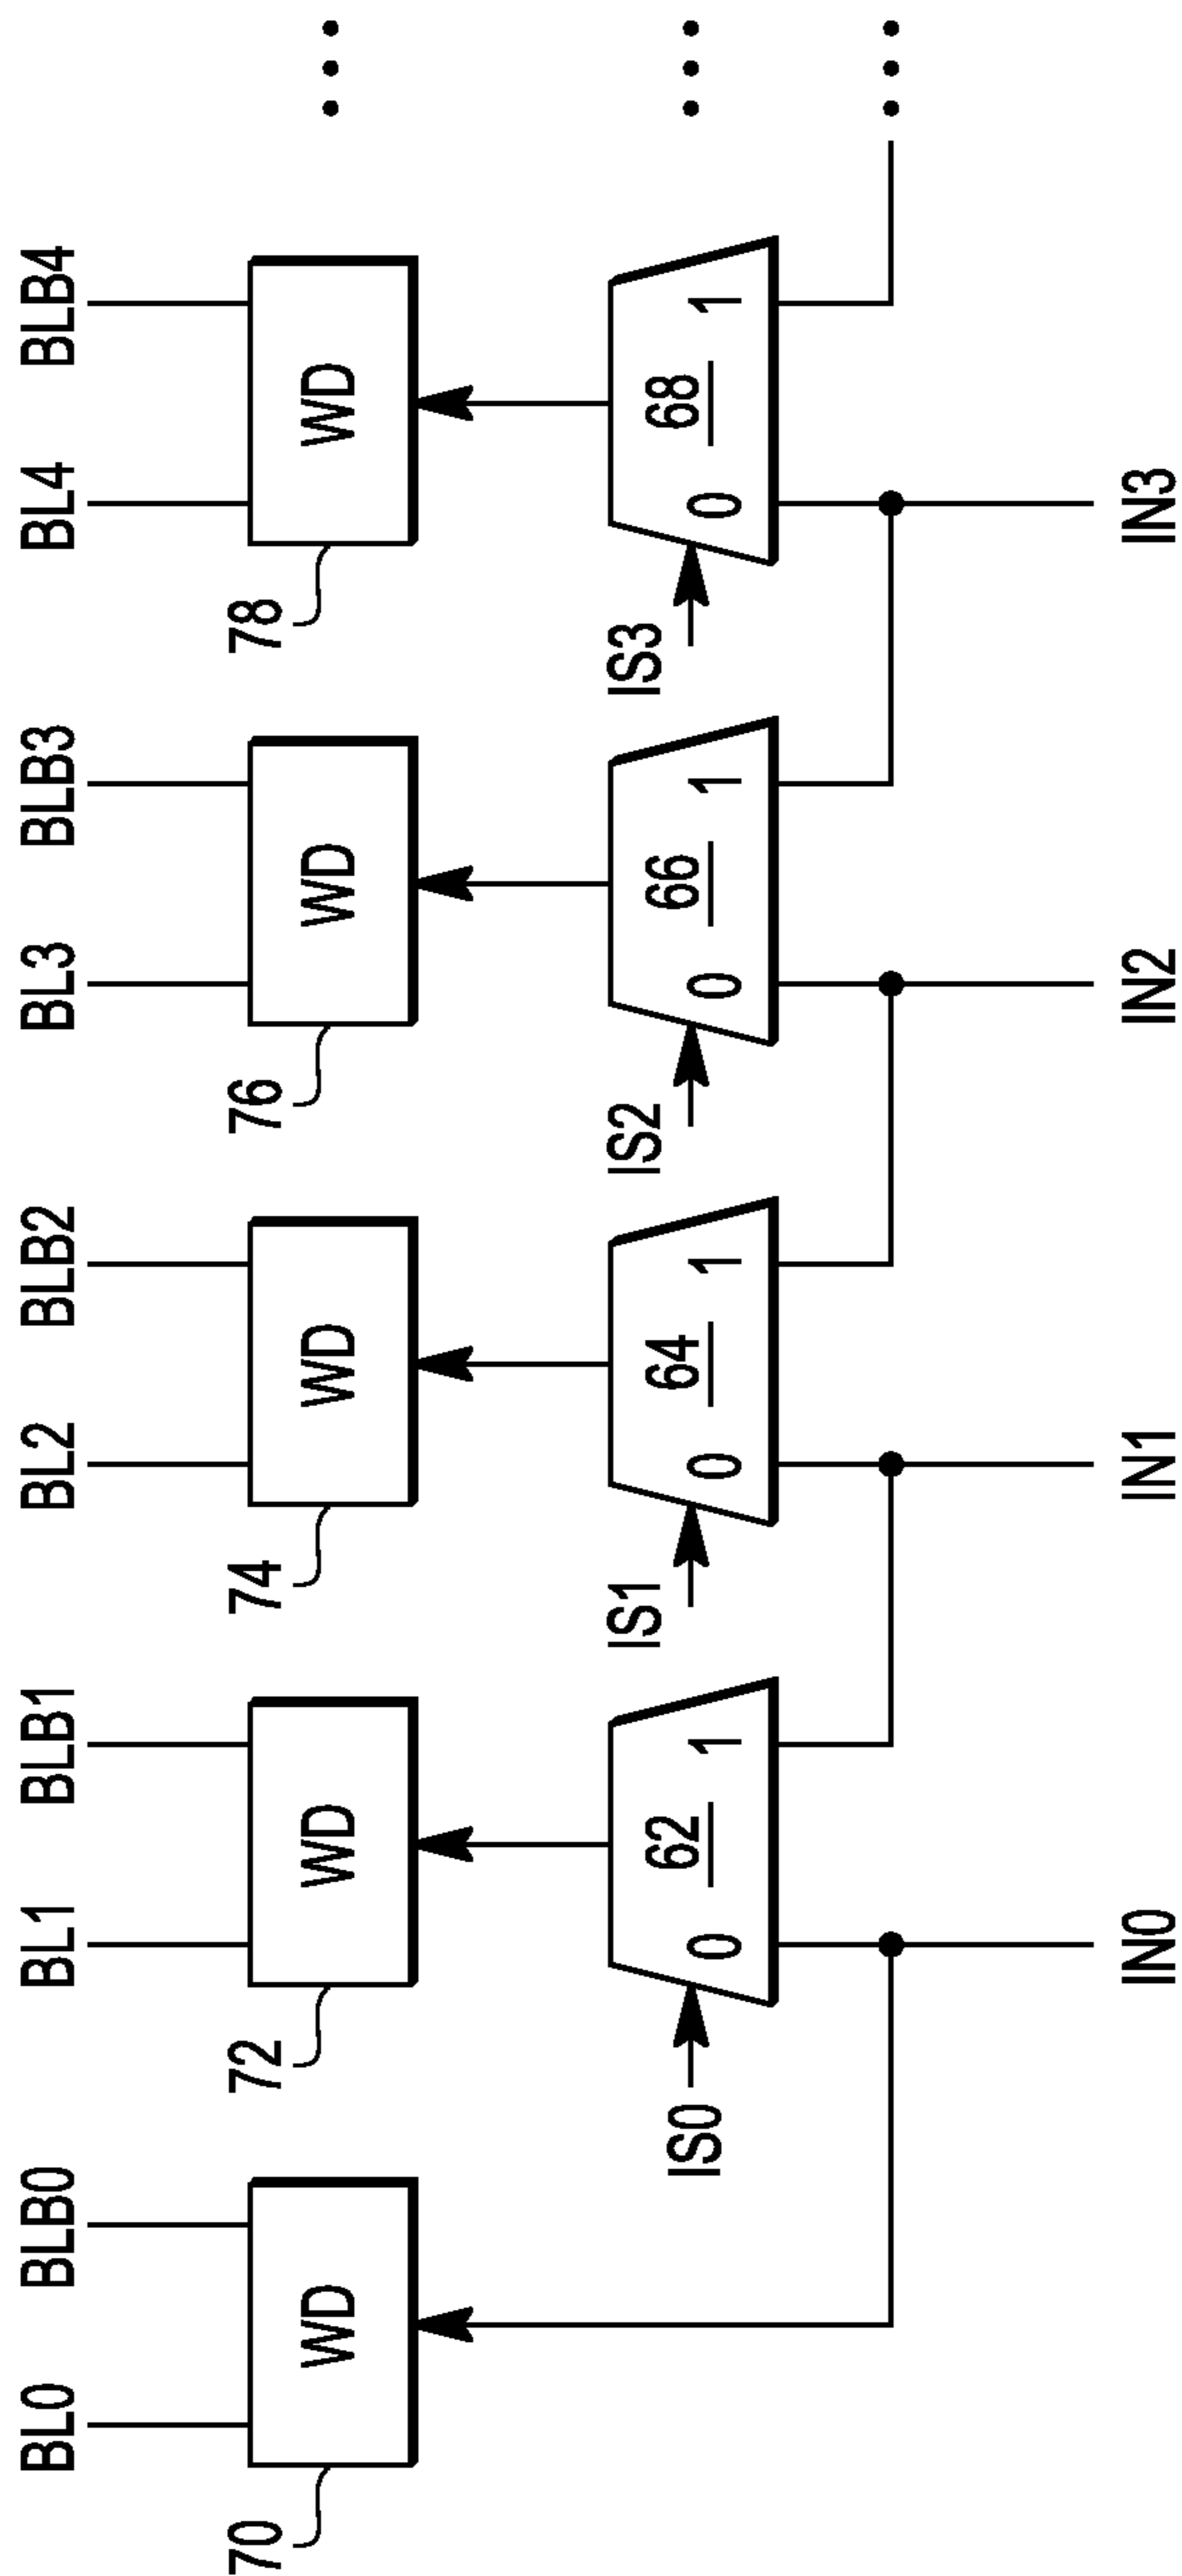 BL0 BLB0 BL1 BLB1 BL2 BLB2 BL3 BLB3 BL4 BLB4
70 WD 72 WD 74 WD 76 WD 78 WD
IS0 0 62 1 IS1 0 64 1 IS2 0 66 1 IS3 0 68 1
IN0 IN1 IN2 IN3